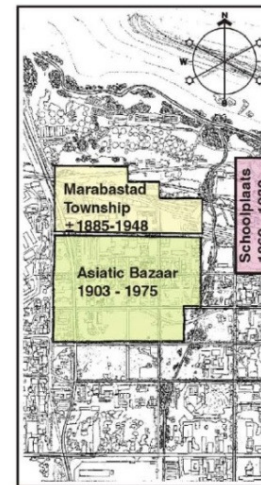 N
W
Marabastad
Township
±1885-1948
Asiatic Bazaar
1903 - 1975
Schoolplaats